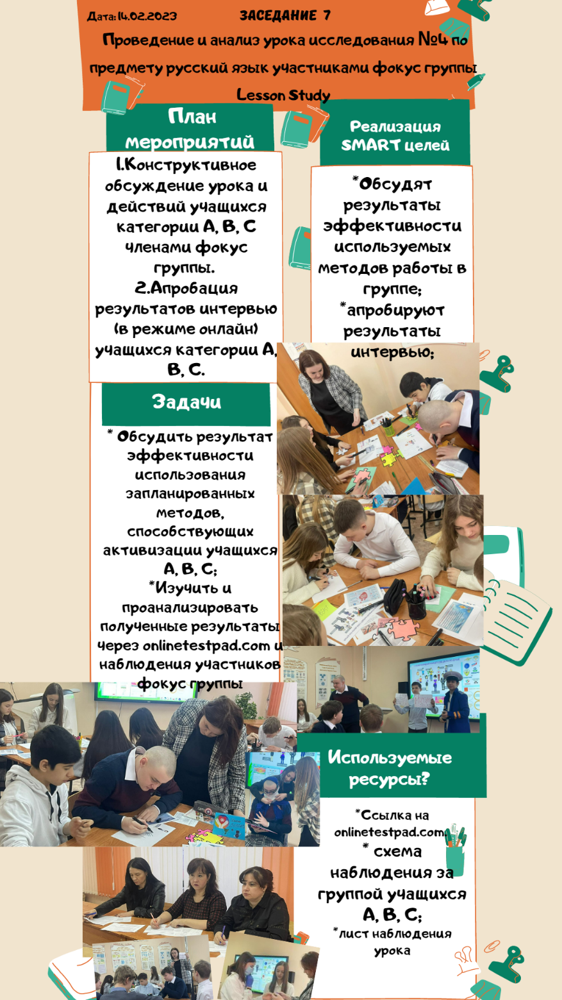 Дата: 14.02.2023
ЗАСЕДАНИЕ 7
Проведение и анализ урока исследования №4 по
предмету русский язык участниками фокус группы
Lesson Study
План
мероприятий
1.Конструктивное
обсуждение урока и
действий учащихся
категории А, В, С
членами фокус
группы.
2.Апробация
результатов интервью
(в режиме онлайн)
учащихся категории А,
В, С.
Реализация
SMART целей
*Обсудят
результаты
эффективности
используемых
методов работы в
группе;
*апробируют
результаты
интервью;
Задачи
* Обсудить результат
эффективности
использования
запланированных
методов,
способствующих
активизации учащихся
А, В, С;
*Изучить и
проанализировать
полученные результаты
через onlinetestpad.com и
наблюдения участников
фокус группы
Используемые
ресурсы?
*Ссылка на
onlinetestpad.com.
* схема
наблюдения за
группой учащихся
А, В, С;
*лист наблюдения
урока